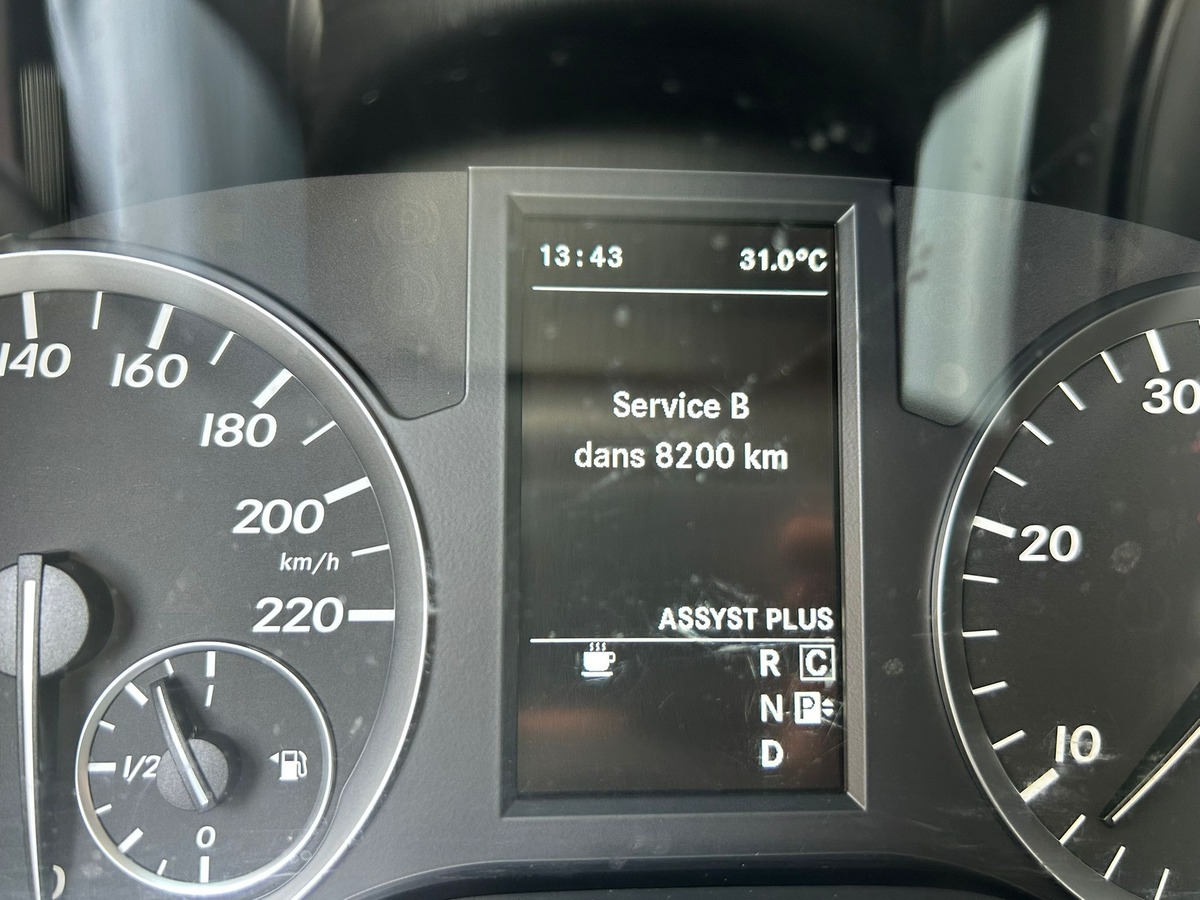 13:43 31.0°C
Service B
dans 8200 km
ASSYST PLUS
R C
N P
D
140
160
180
200
km/h
220
1/2
0
30
20
10